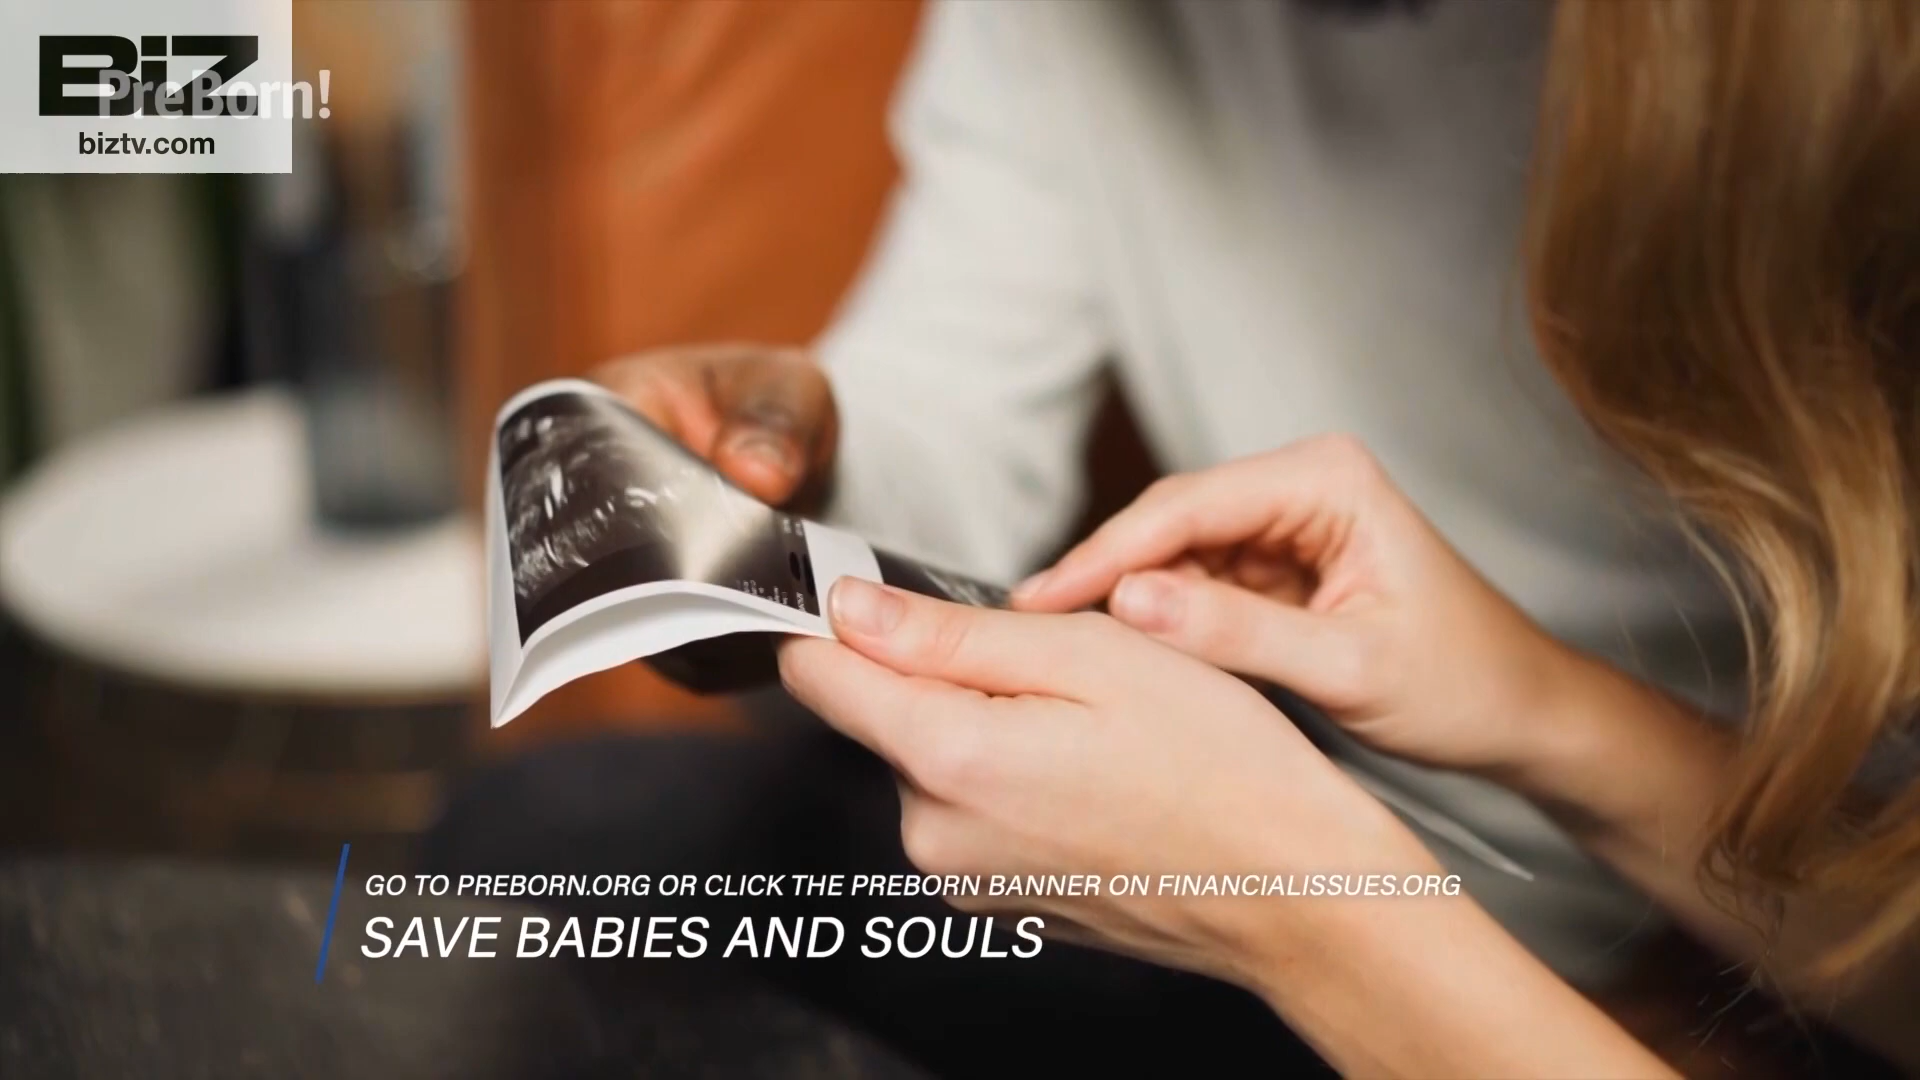 BiZ
PreBorn!
biztv.com
GO TO PREBORN.ORG OR CLICK THE PREBORN BANNER ON FINANCIALISSUES.ORG
SAVE BABIES AND SOULS